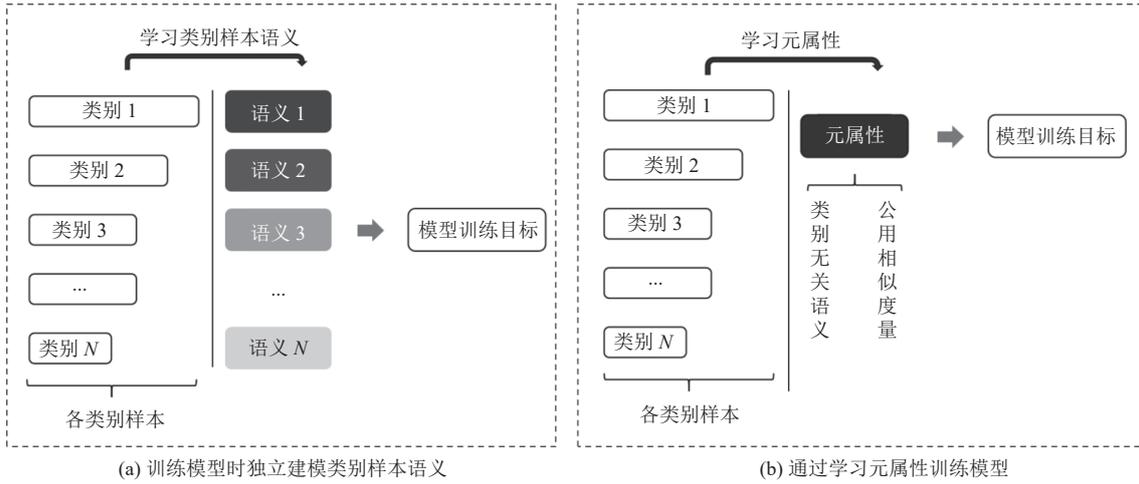 学习类别样本语义
类别 1
类别 2
类别 3
...
类别 N
各类别样本
语义 1
语义 2
语义 3
...
语义 N
模型训练目标
(a) 训练模型时独立建模类别样本语义
学习元属性
类别 1
类别 2
类别 3
...
类别 N
各类别样本
元属性
类别无关语义
公用相似度量
模型训练目标
(b) 通过学习元属性训练模型